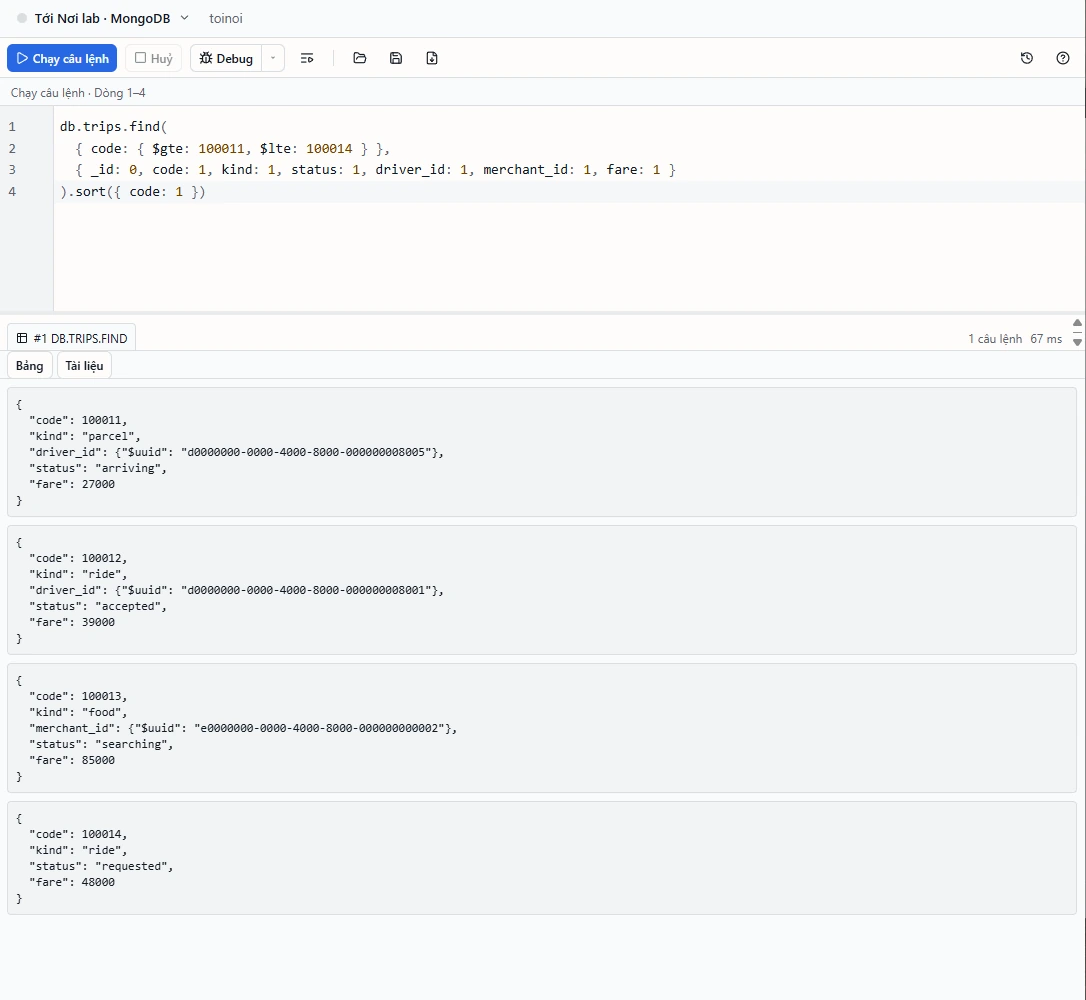 Tới Nơi lab · MongoDB toinoi
Chạy câu lệnh Huỷ Debug
Chạy câu lệnh · Dòng 1–4
1 db.trips.find(
2 { code: { $gte: 100011, $lte: 100014 } },
3 { _id: 0, code: 1, kind: 1, status: 1, driver_id: 1, merchant_id: 1, fare: 1 }
4 ).sort({ code: 1 })
#1 DB.TRIPS.FIND 1 câu lệnh 67 ms
Bảng Tài liệu
{
"code": 100011,
"kind": "parcel",
"driver_id": {"$uuid": "d0000000-0000-4000-8000-000000008005"},
"status": "arriving",
"fare": 27000
}
{
"code": 100012,
"kind": "ride",
"driver_id": {"$uuid": "d0000000-0000-4000-8000-000000008001"},
"status": "accepted",
"fare": 39000
}
{
"code": 100013,
"kind": "food",
"merchant_id": {"$uuid": "e0000000-0000-4000-8000-000000000002"},
"status": "searching",
"fare": 85000
}
{
"code": 100014,
"kind": "ride",
"status": "requested",
"fare": 48000
}